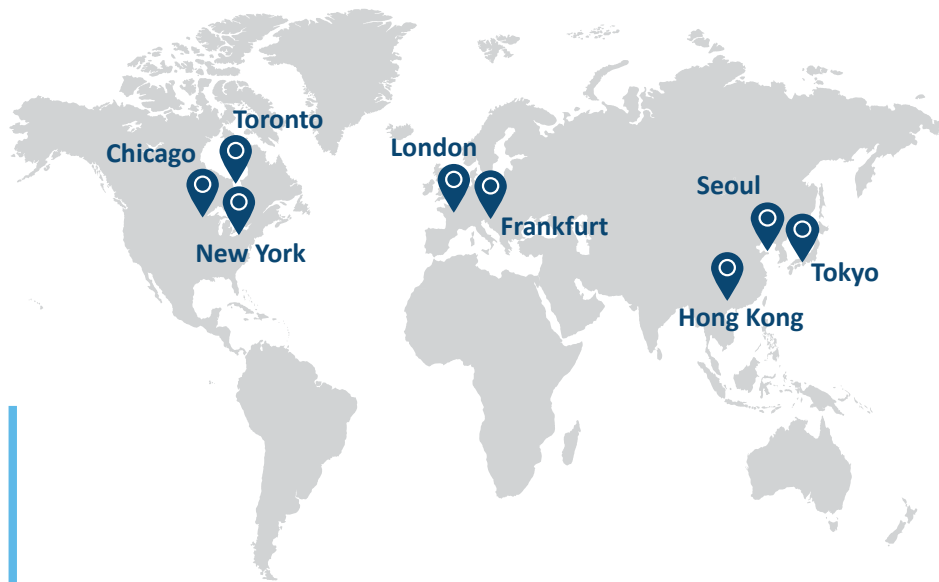 Toronto
Chicago
New York
London
Frankfurt
Seoul
Tokyo
Hong Kong